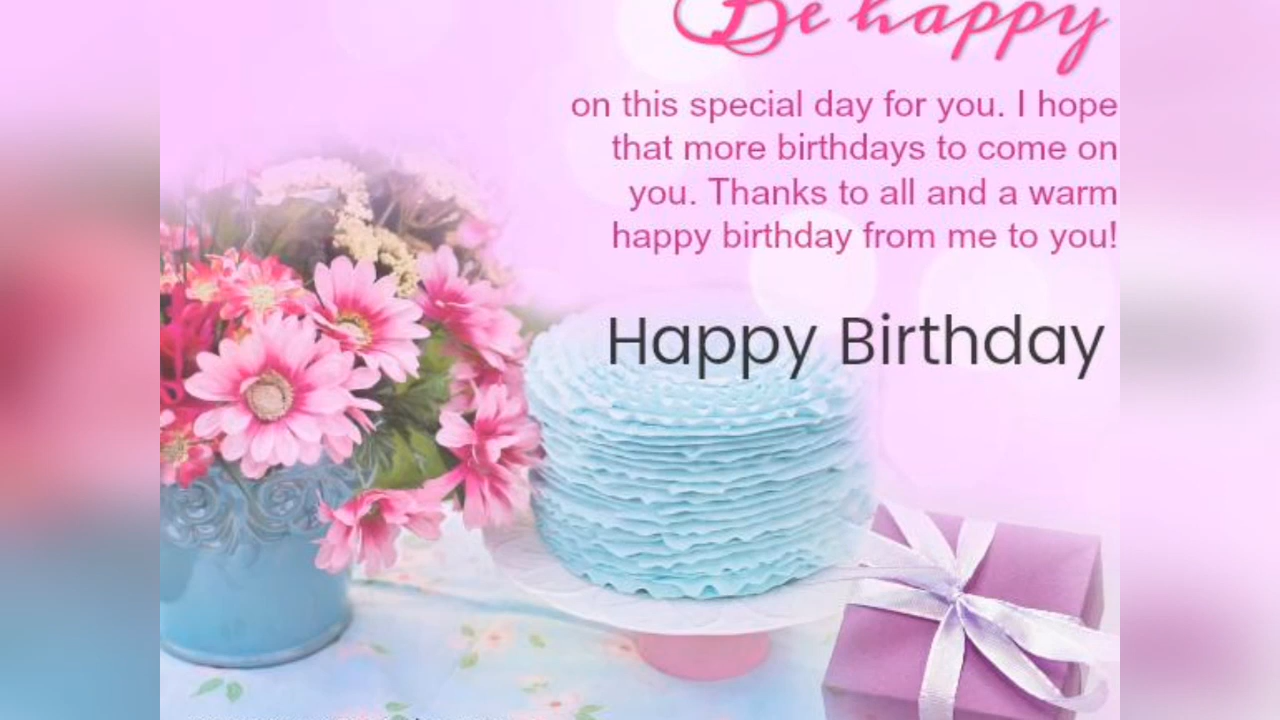 Be happy
on this special day for you. I hope
that more birthdays to come on
you. Thanks to all and a warm
happy birthday from me to you!
Happy Birthday